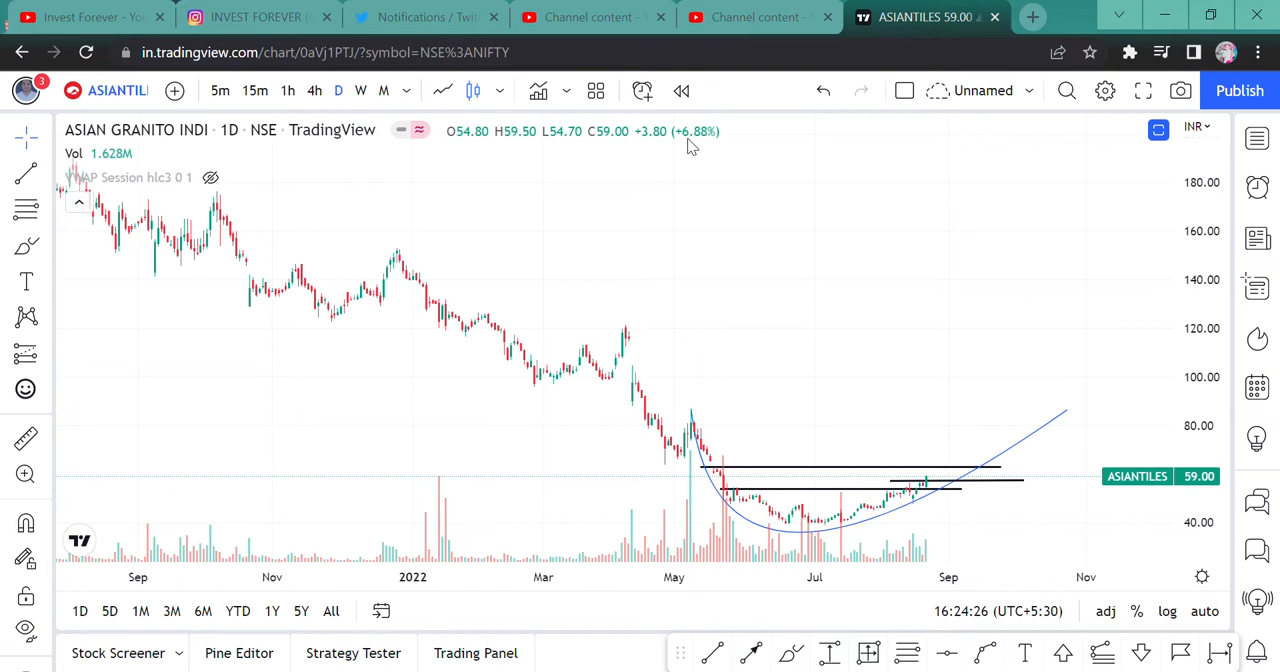 Invest Forever - Yo
INVEST FOREVER (
Notifications / Twit
Channel content -
Channel content -
ASIANTILES 59.00
in.tradingview.com/chart/0aVj1PTJ/?symbol=NSE%3ANIFTY
3
ASIANTIL
5m 15m 1h 4h D W M
Unnamed
Publish
ASIAN GRANITO INDI · 1D · NSE · TradingView
O54.80 H59.50 L54.70 C59.00 +3.80 (+6.88%)
INR
Vol 1.628M
VWAP Session hlc3 0 1
180.00
160.00
140.00
120.00
100.00
80.00
ASIANTILES 59.00
40.00
Sep Nov 2022 Mar May Jul Sep Nov
1D 5D 1M 3M 6M YTD 1Y 5Y All
16:24:26 (UTC+5:30) adj % log auto
Stock Screener Pine Editor Strategy Tester Trading Panel